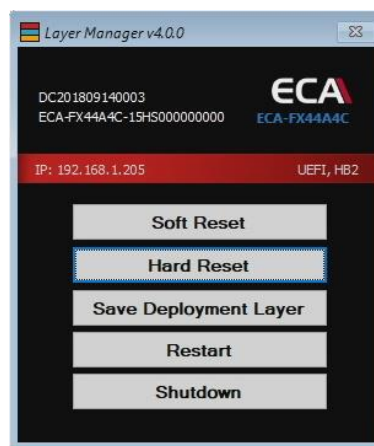 Layer Manager v4.0.0
DC201809140003
ECA-FX44A4C-15HS000000000
ECA
ECA-FX44A4C
IP: 192.168.1.205
UEFI, HB2
Soft Reset
Hard Reset
Save Deployment Layer
Restart
Shutdown